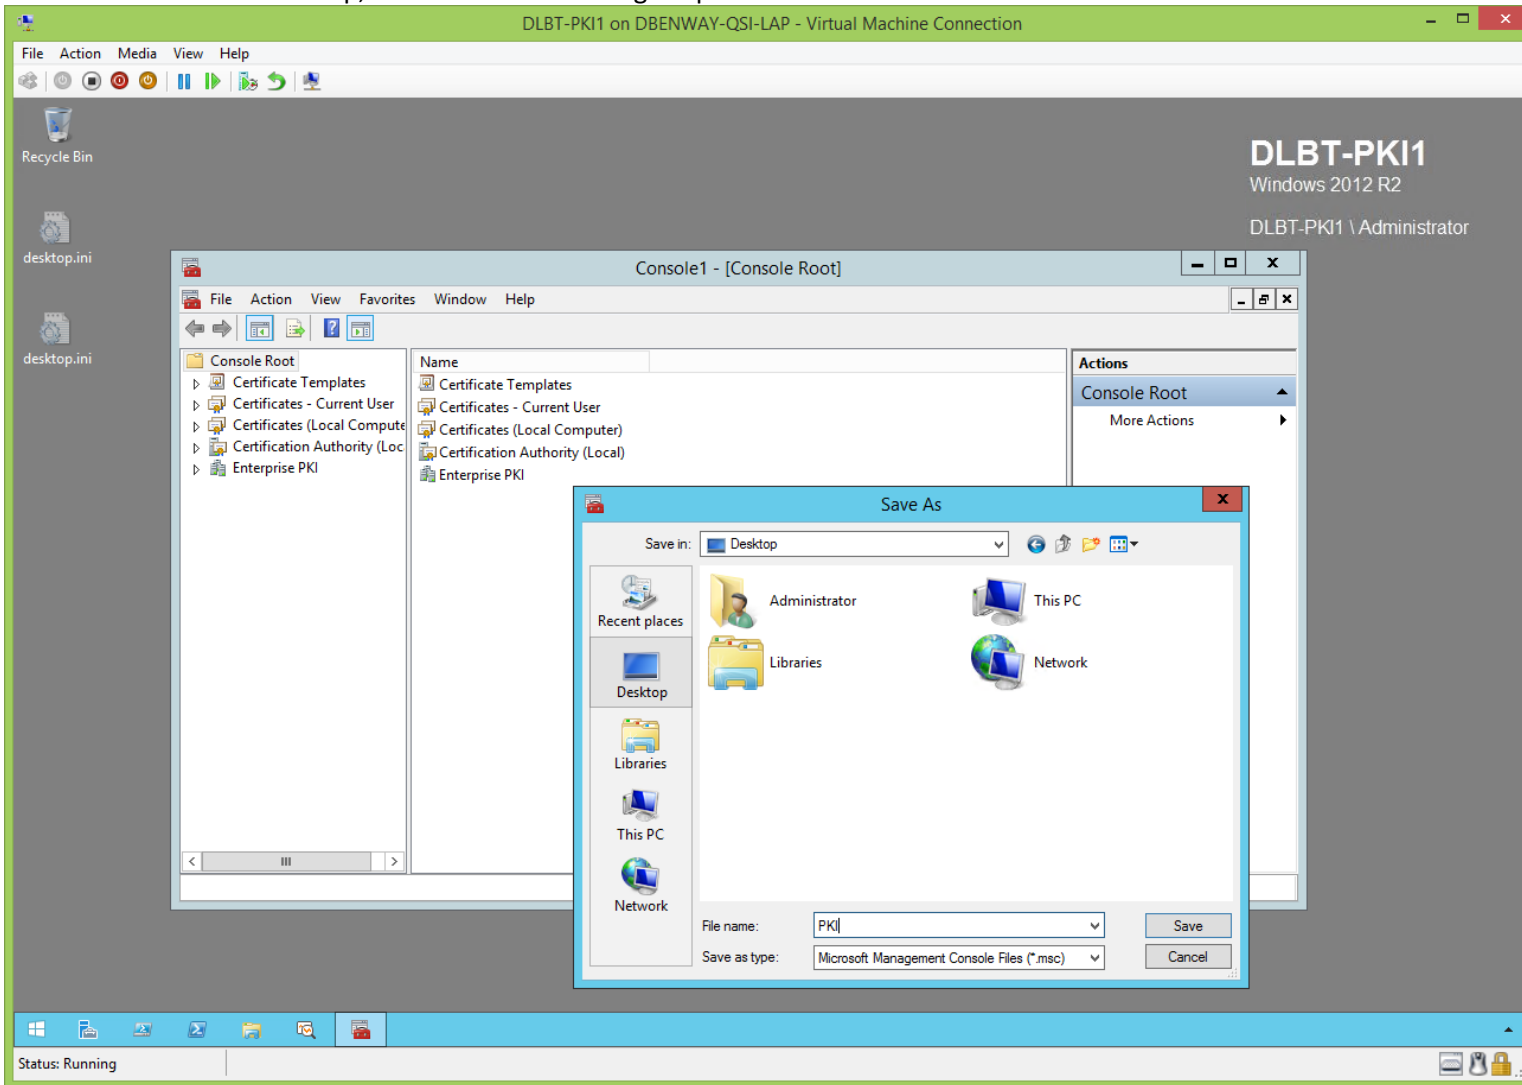 DLBT-PKI1 on DBENWAY-QSI-LAP - Virtual Machine Connection
File Action Media View Help
Recycle Bin
DLBT-PKI1
Windows 2012 R2
DLBT-PKI1 \ Administrator
desktop.ini
desktop.ini
Console1 - [Console Root]
File Action View Favorites Window Help
Console Root
Certificate Templates
Certificates - Current User
Certificates (Local Compute
Certification Authority (Loc
Enterprise PKI
Name
Certificate Templates
Certificates - Current User
Certificates (Local Computer)
Certification Authority (Local)
Enterprise PKI
Actions
Console Root
More Actions
Save As
Save in: Desktop
Recent places
Desktop
Libraries
This PC
Network
Administrator This PC
Libraries Network
File name: PKI Save
Save as type: Microsoft Management Console Files (*.msc) Cancel
Status: Running